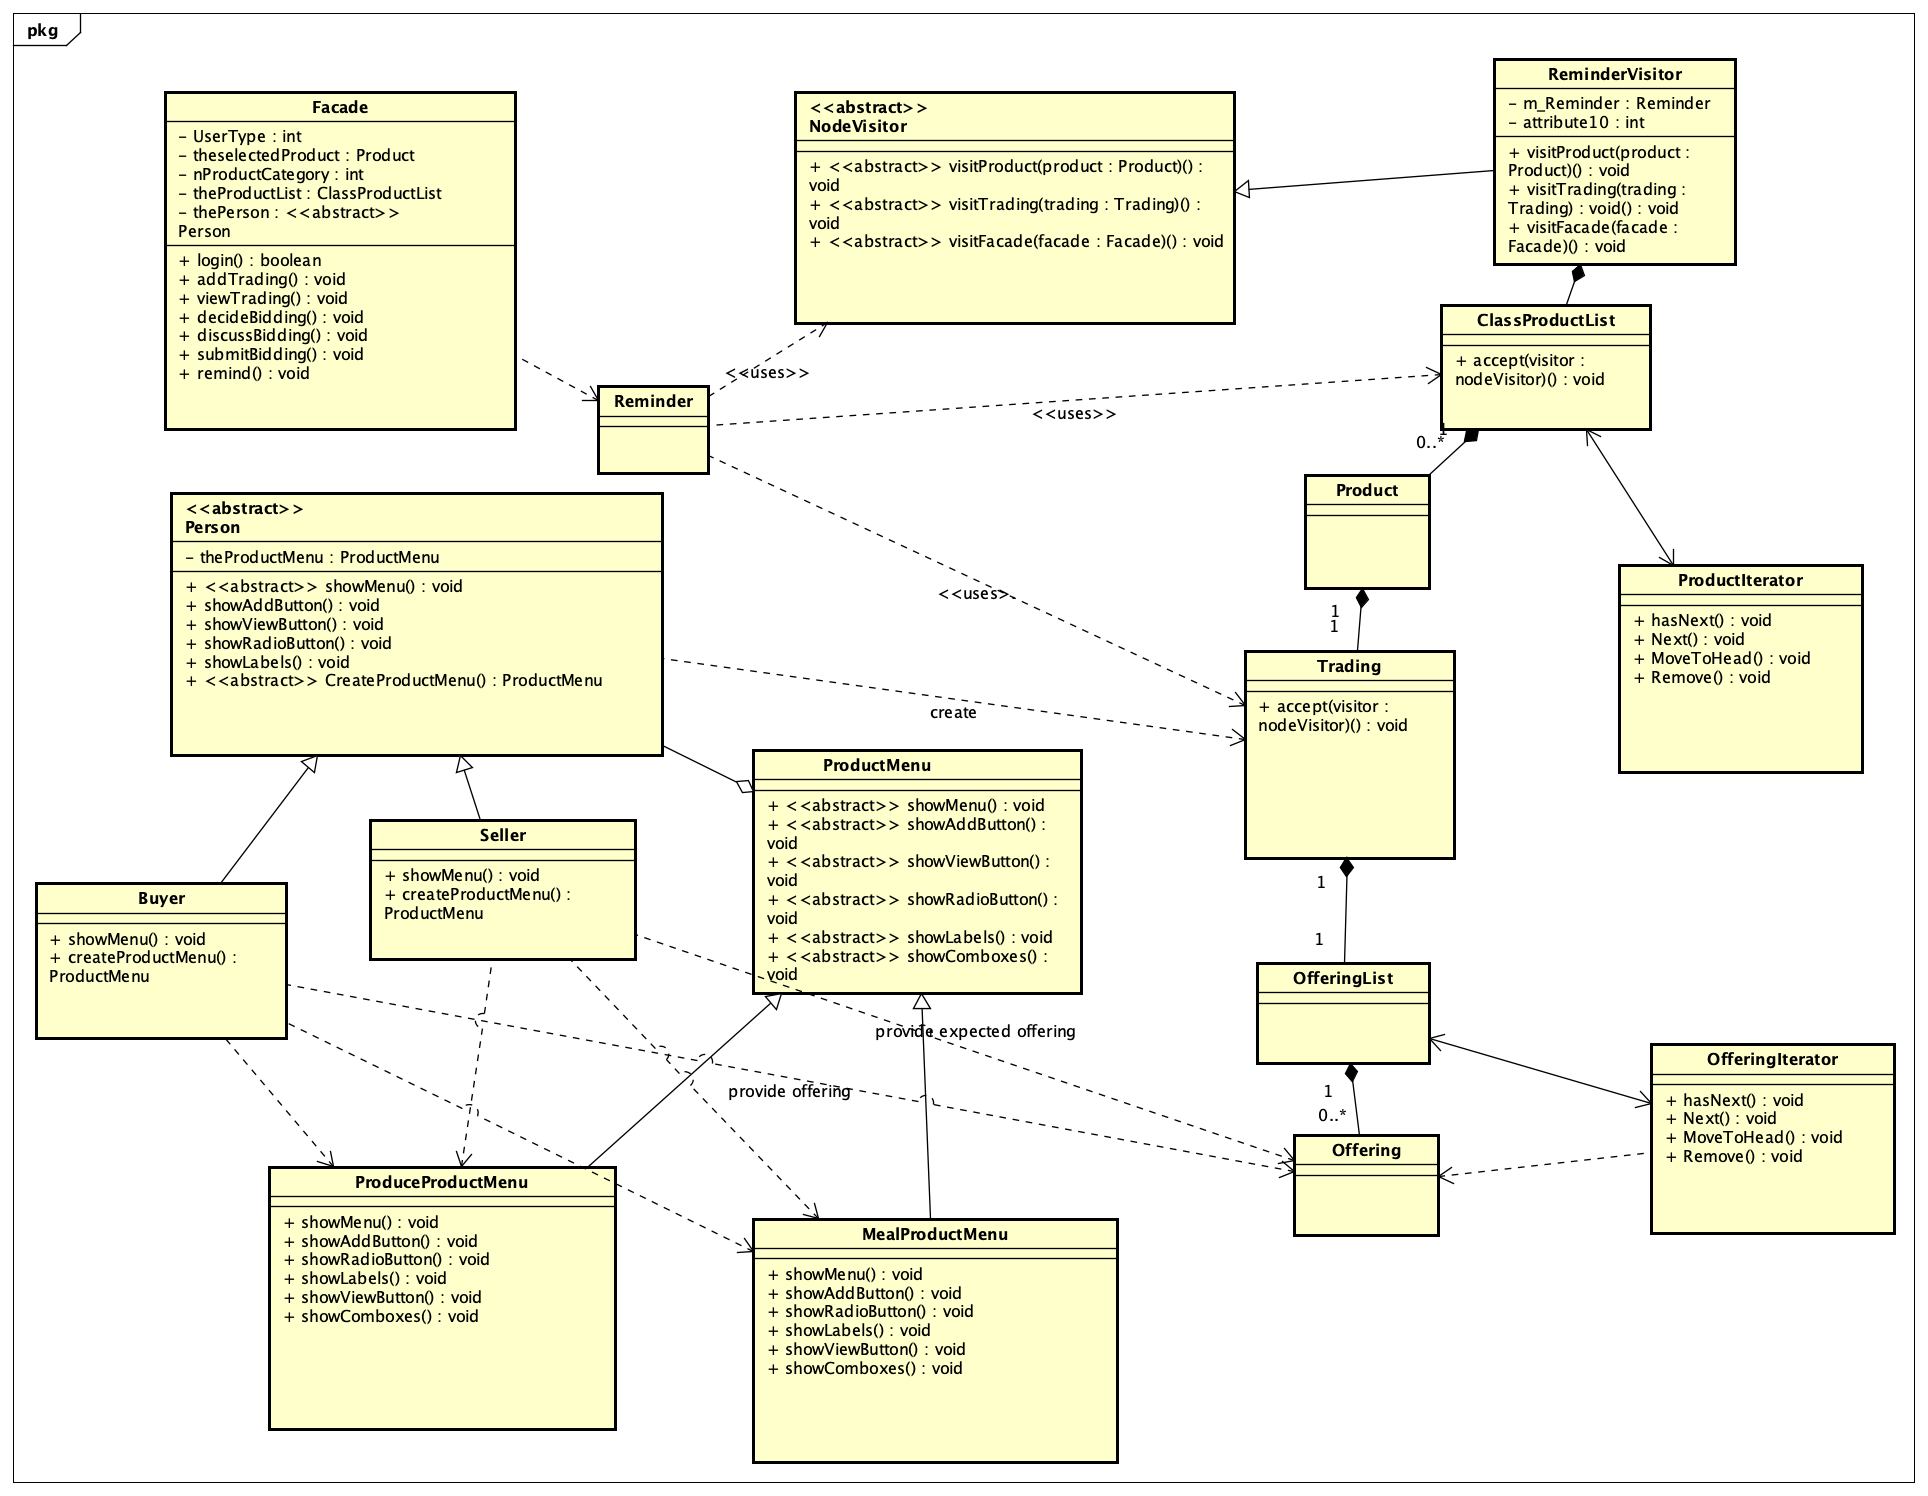 pkg
Facade
– UserType : int
– theselectedProduct : Product
– nProductCategory : int
– theProductList : ClassProductList
– thePerson : <<abstract>>
Person
+ login() : boolean
+ addTrading() : void
+ viewTrading() : void
+ decideBidding() : void
+ discussBidding() : void
+ submitBidding() : void
+ remind() : void
<<abstract>>
NodeVisitor
+ <<abstract>> visitProduct(product : Product)() :
void
+ <<abstract>> visitTrading(trading : Trading)() :
void
+ <<abstract>> visitFacade(facade : Facade)() : void
ReminderVisitor
– m_Reminder : Reminder
– attribute10 : int
+ visitProduct(product :
Product)() : void
+ visitTrading(trading :
Trading) : void() : void
+ visitFacade(facade :
Facade)() : void
ClassProductList
+ accept(visitor :
nodeVisitor)() : void
<<uses>>
Reminder
<<uses>>
1
0..*
Product
<<abstract>>
Person
– theProductMenu : ProductMenu
+ <<abstract>> showMenu() : void
+ showAddButton() : void
+ showViewButton() : void
+ showRadioButton() : void
+ showLabels() : void
+ <<abstract>> CreateProductMenu() : ProductMenu
<<uses>
1
1
ProductIterator
+ hasNext() : void
+ Next() : void
+ MoveToHead() : void
+ Remove() : void
Trading
+ accept(visitor :
nodeVisitor)() : void
create
ProductMenu
+ <<abstract>> showMenu() : void
+ <<abstract>> showAddButton() :
void
+ <<abstract>> showViewButton() :
void
+ <<abstract>> showRadioButton() :
void
+ <<abstract>> showLabels() : void
+ <<abstract>> showComboxes() :
void
Seller
+ showMenu() : void
+ createProductMenu() :
ProductMenu
Buyer
+ showMenu() : void
+ createProductMenu() :
ProductMenu
1
1
OfferingList
provide expected offering
provide offering
1
0..*
OfferingIterator
+ hasNext() : void
+ Next() : void
+ MoveToHead() : void
+ Remove() : void
Offering
ProduceProductMenu
+ showMenu() : void
+ showAddButton() : void
+ showRadioButton() : void
+ showLabels() : void
+ showViewButton() : void
+ showComboxes() : void
MealProductMenu
+ showMenu() : void
+ showAddButton() : void
+ showRadioButton() : void
+ showLabels() : void
+ showViewButton() : void
+ showComboxes() : void